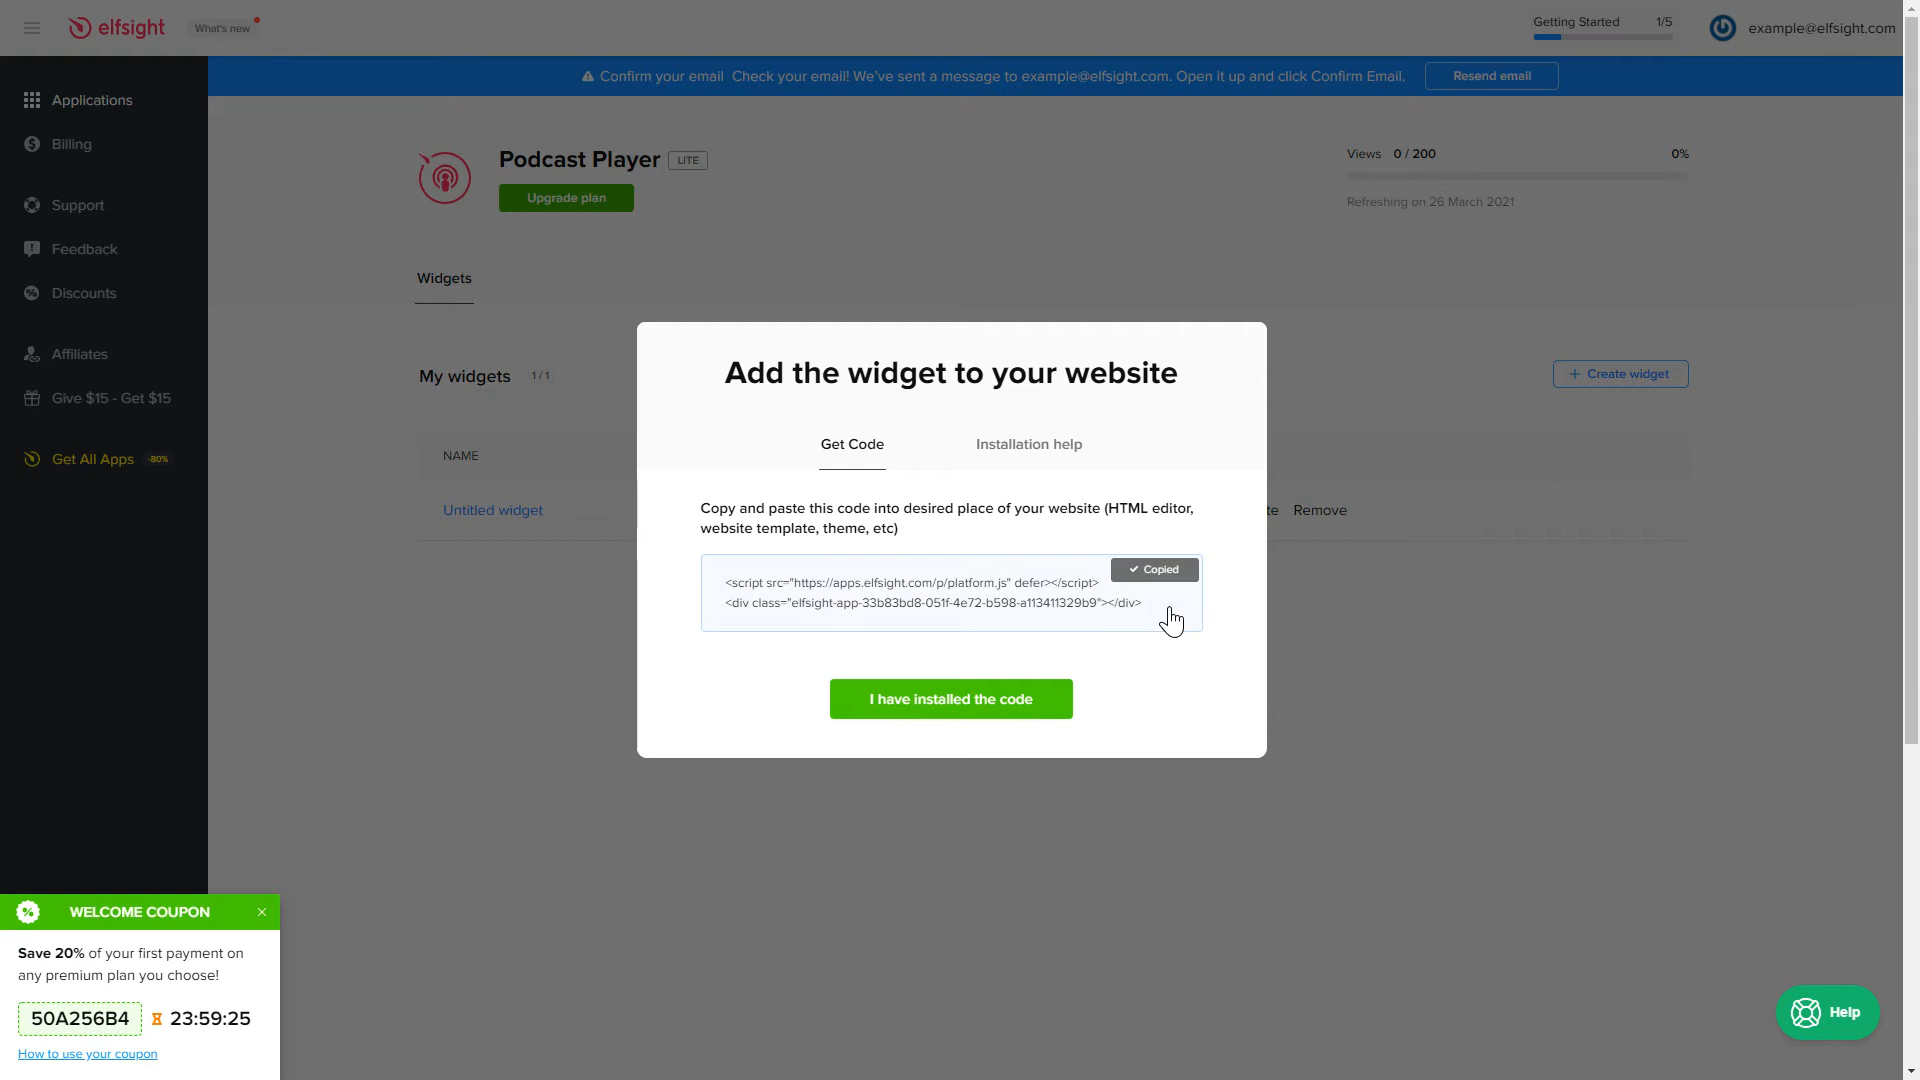 elfsight
What's new
Getting Started 1/5
example@elfsight.com
Confirm your email Check your email! We've sent a message to example@elfsight.com. Open it up and click Confirm Email.
Resend email
Applications
Billing
Support
Feedback
Discounts
Affiliates
Give $15 - Get $15
Get All Apps -80%
Podcast Player LITE
Upgrade plan
Views 0 / 200 0%
Refreshing on 26 March 2021
Widgets
My widgets 1 / 1
+ Create widget
NAME
Untitled widget
Remove
Add the widget to your website
Get Code Installation help
Copy and paste this code into desired place of your website (HTML editor,
website template, theme, etc)
Copied
<script src="https://apps.elfsight.com/p/platform.js" defer></script>
<div class="elfsight-app-33b83bd8-051f-4e72-b598-a113411329b9"></div>
I have installed the code
WELCOME COUPON
Save 20% of your first payment on
any premium plan you choose!
50A256B4 23:59:25
How to use your coupon
Help